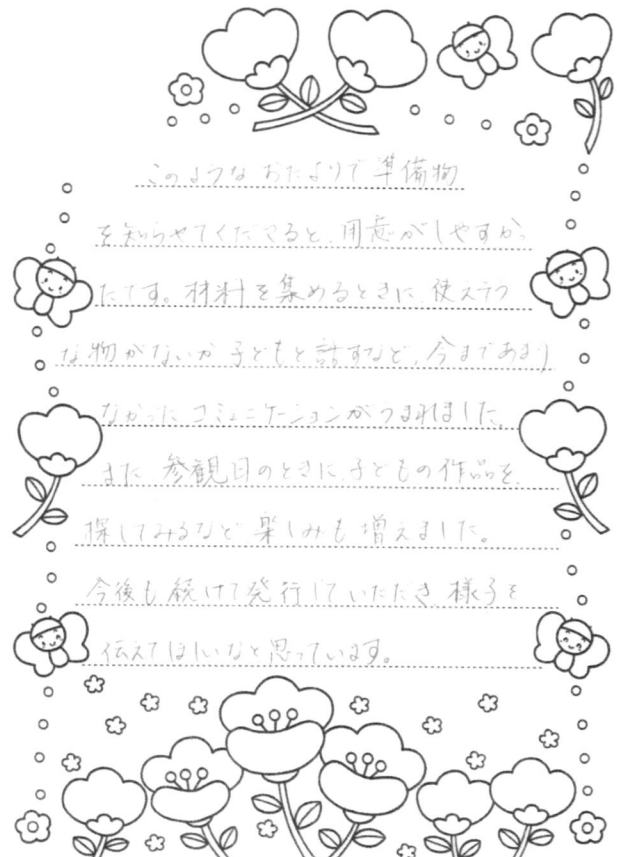 このような おたよりで 準備物
を知らせてくださると、用意がしやすかっ
たです。材料を集めるときに、使えそう
な物がないか 子どもと話すなど、今まであまり
なかった コミュニケーションがうまれました。
また 参観日のときに、子どもの作品を、
探してみるなど 楽しみも 増えました。
今後も 続けて発行していただき、様子を
伝えてほしいなと思っています。